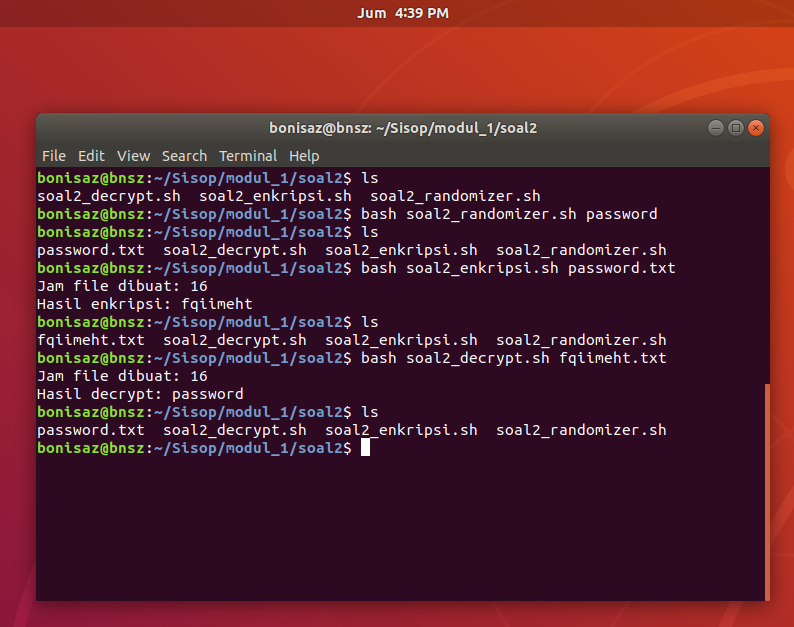 Jum 4:39 PM
bonisaz@bnsz: ~/Sisop/modul_1/soal2
File Edit View Search Terminal Help
bonisaz@bnsz:~/Sisop/modul_1/soal2$ ls
soal2_decrypt.sh  soal2_enkripsi.sh  soal2_randomizer.sh
bonisaz@bnsz:~/Sisop/modul_1/soal2$ bash soal2_randomizer.sh password
bonisaz@bnsz:~/Sisop/modul_1/soal2$ ls
password.txt  soal2_decrypt.sh  soal2_enkripsi.sh  soal2_randomizer.sh
bonisaz@bnsz:~/Sisop/modul_1/soal2$ bash soal2_enkripsi.sh password.txt
Jam file dibuat: 16
Hasil enkripsi: fqiimeht
bonisaz@bnsz:~/Sisop/modul_1/soal2$ ls
fqiimeht.txt  soal2_decrypt.sh  soal2_enkripsi.sh  soal2_randomizer.sh
bonisaz@bnsz:~/Sisop/modul_1/soal2$ bash soal2_decrypt.sh fqiimeht.txt
Jam file dibuat: 16
Hasil decrypt: password
bonisaz@bnsz:~/Sisop/modul_1/soal2$ ls
password.txt  soal2_decrypt.sh  soal2_enkripsi.sh  soal2_randomizer.sh
bonisaz@bnsz:~/Sisop/modul_1/soal2$